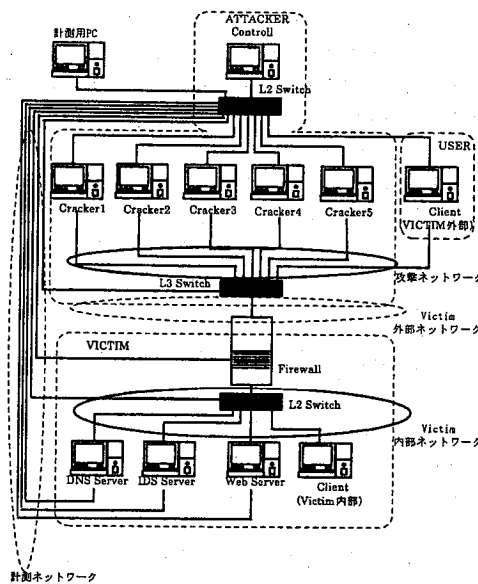 ATTACKER
計測用PC
Controll
L2 Switch
USER
Cracker1
Cracker2
Cracker3
Cracker4
Cracker5
Client
(VICTIM外部)
L3 Switch
攻撃ネットワーク
Victim
外部ネットワーク
VICTIM
Firewall
L2 Switch
Victim
内部ネットワーク
DNS Server
IDS Server
Web Server
Client
(Victim内部)
計測ネットワーク